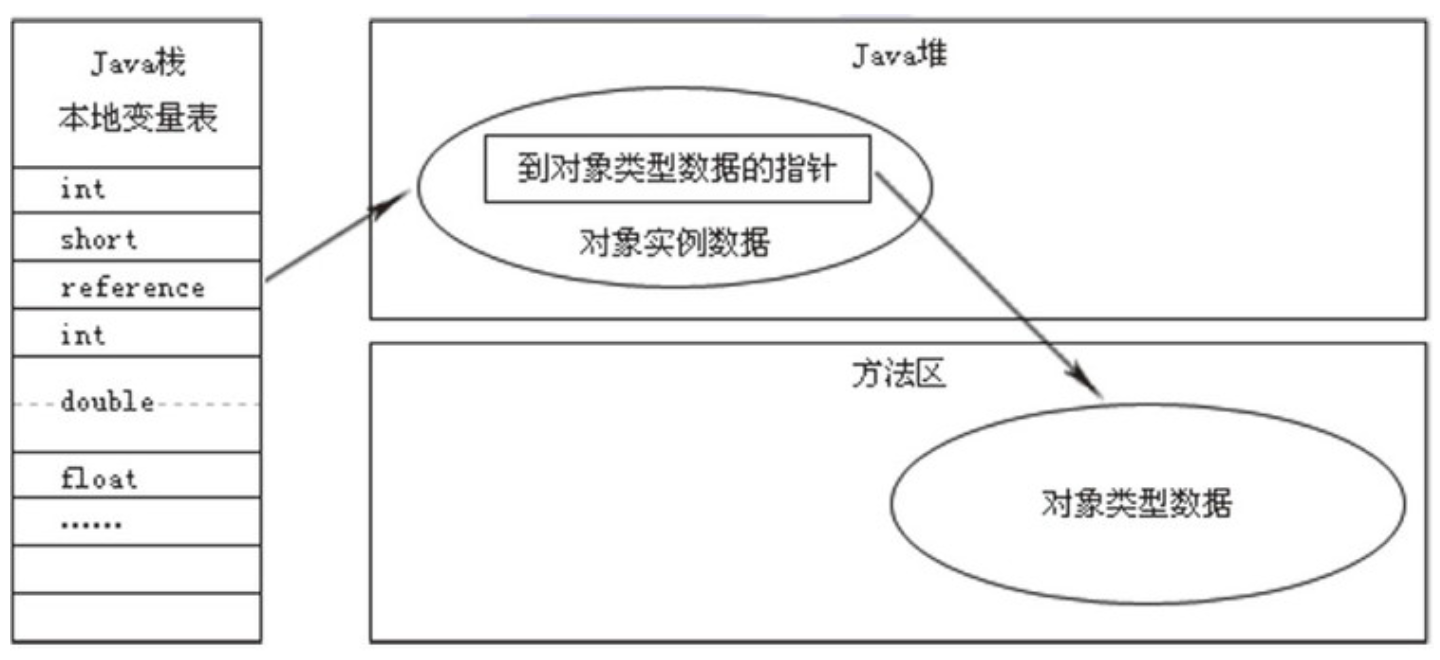 Java栈
本地变量表
int
short
reference
int
double
float
......
Java堆
到对象类型数据的指针
对象实例数据
方法区
对象类型数据